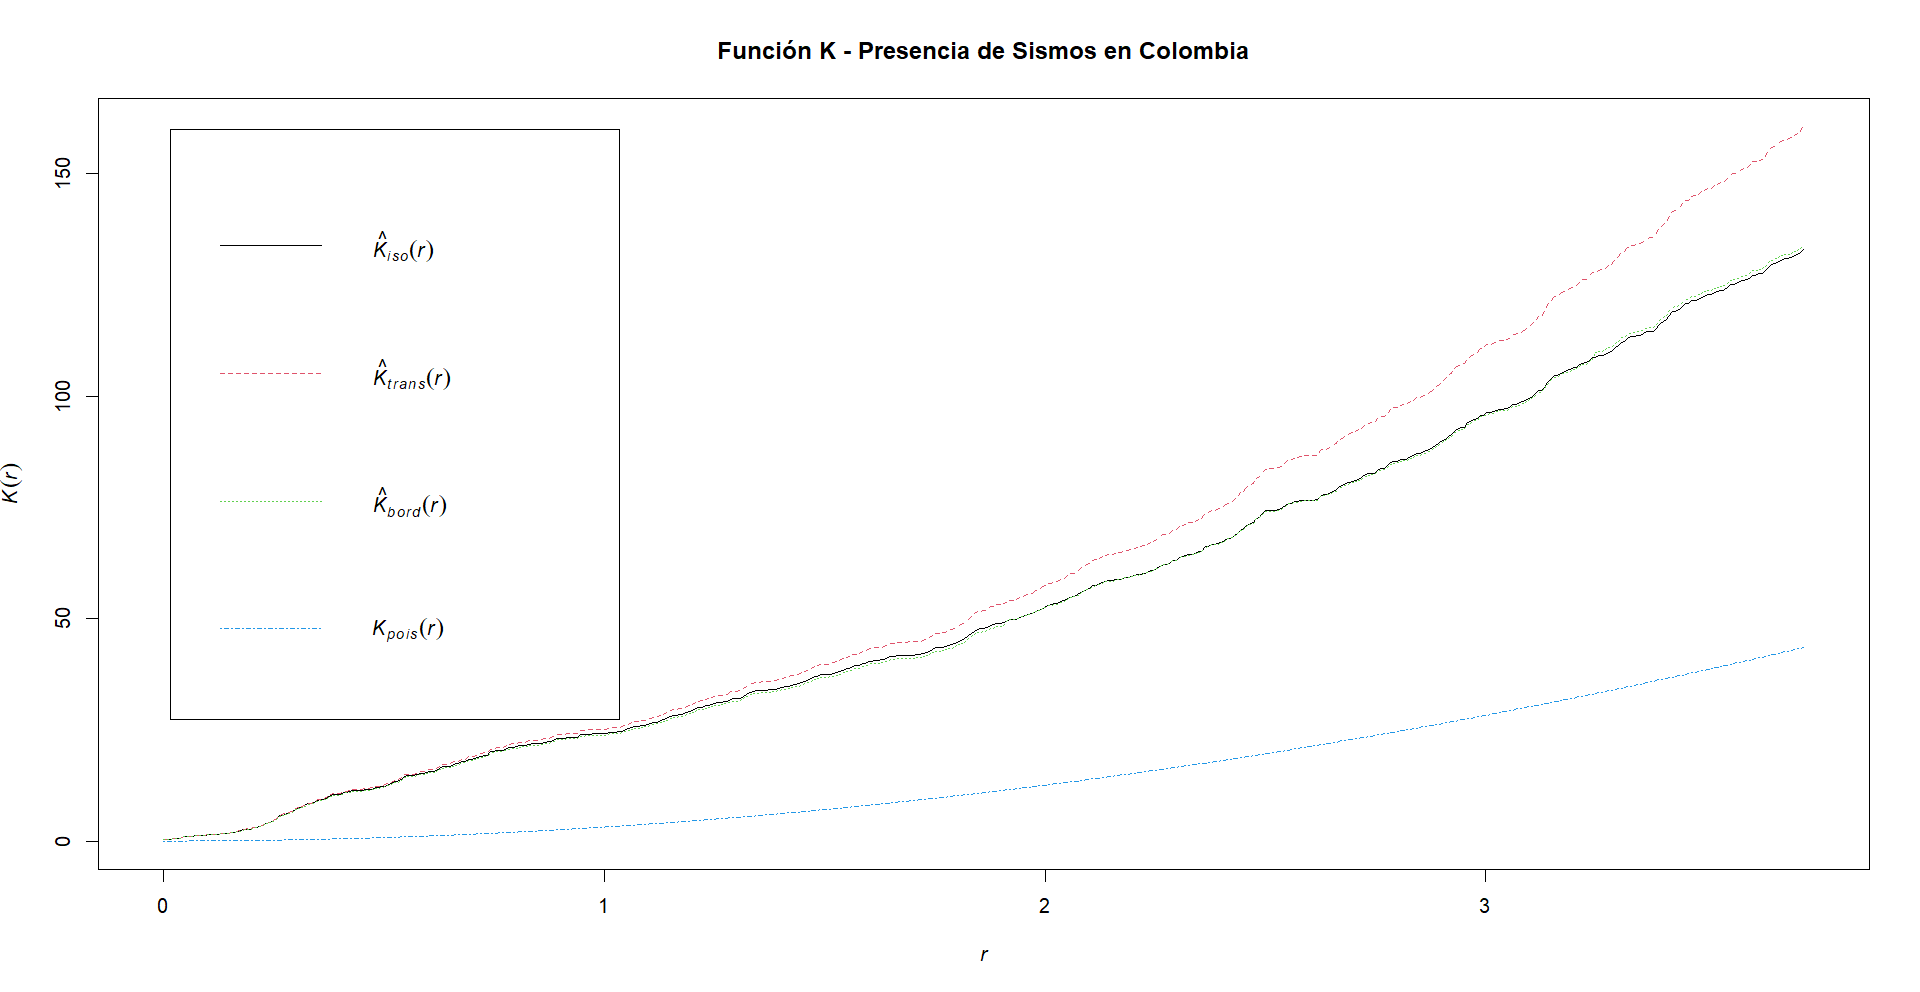 Función K - Presencia de Sismos en Colombia
K(r)
150
100
50
0
K̂iso(r)
K̂trans(r)
K̂bord(r)
Kpois(r)
0 1 2 3
r